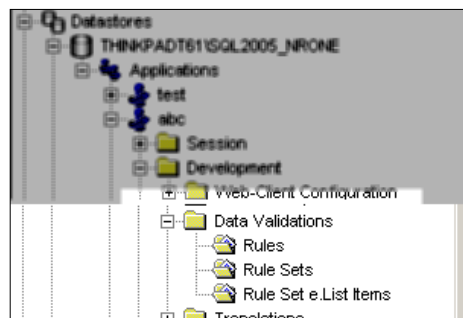 Datastores
THINKPADT61\SQL2005_NRONE
Applications
test
abc
Session
Development
Web-Client Configuration
Data Validations
Rules
Rule Sets
Rule Set e.List Items
Translations